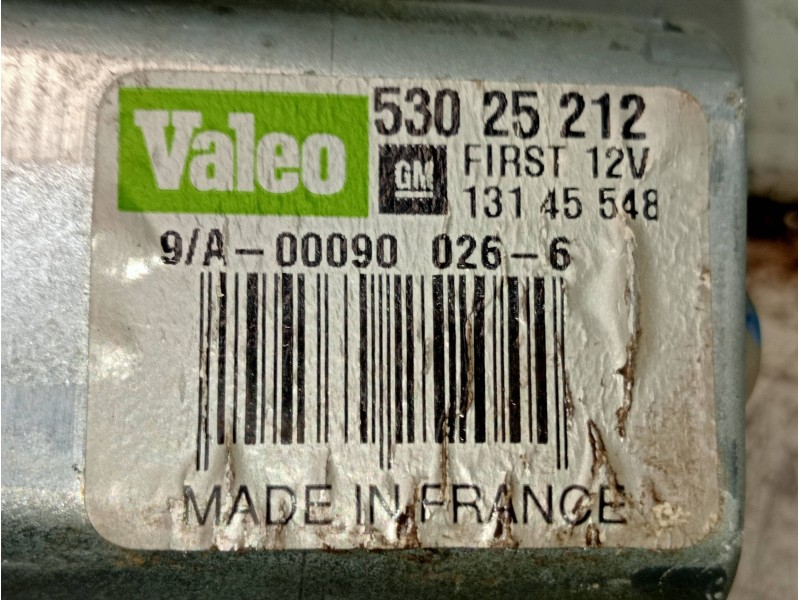 Valeo 530 25 212
GM FIRST 12V
131 45 548
9/A-00090 026-6
MADE IN FRANCE